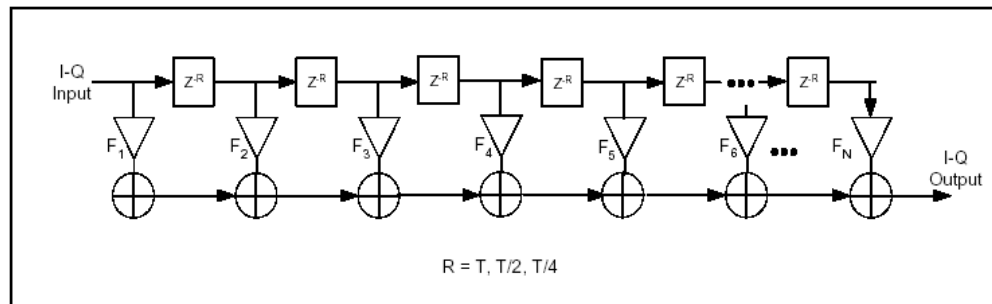 I-Q
Input
Z-R
Z-R
Z-R
Z-R
Z-R
Z-R
F1
F2
F3
F4
F5
F6
FN
I-Q
Output
R = T, T/2, T/4